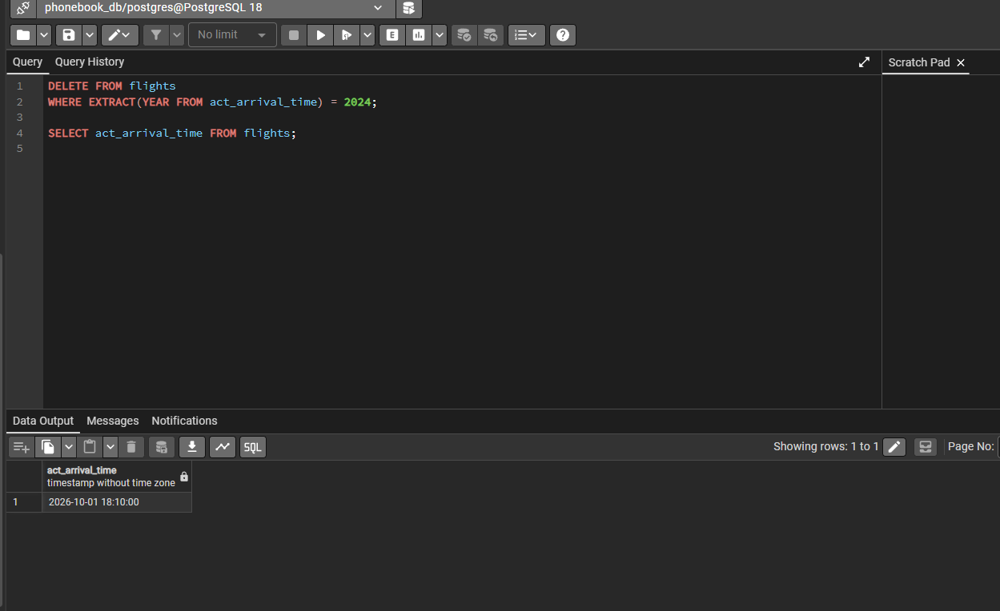 phonebook_db/postgres@PostgreSQL 18
No limit
E
Query Query History
Scratch Pad
1 DELETE FROM flights
2 WHERE EXTRACT(YEAR FROM act_arrival_time) = 2024;
3
4 SELECT act_arrival_time FROM flights;
5
Data Output Messages Notifications
SQL Showing rows: 1 to 1 Page No:
act_arrival_time
timestamp without time zone
1 2026-10-01 18:10:00